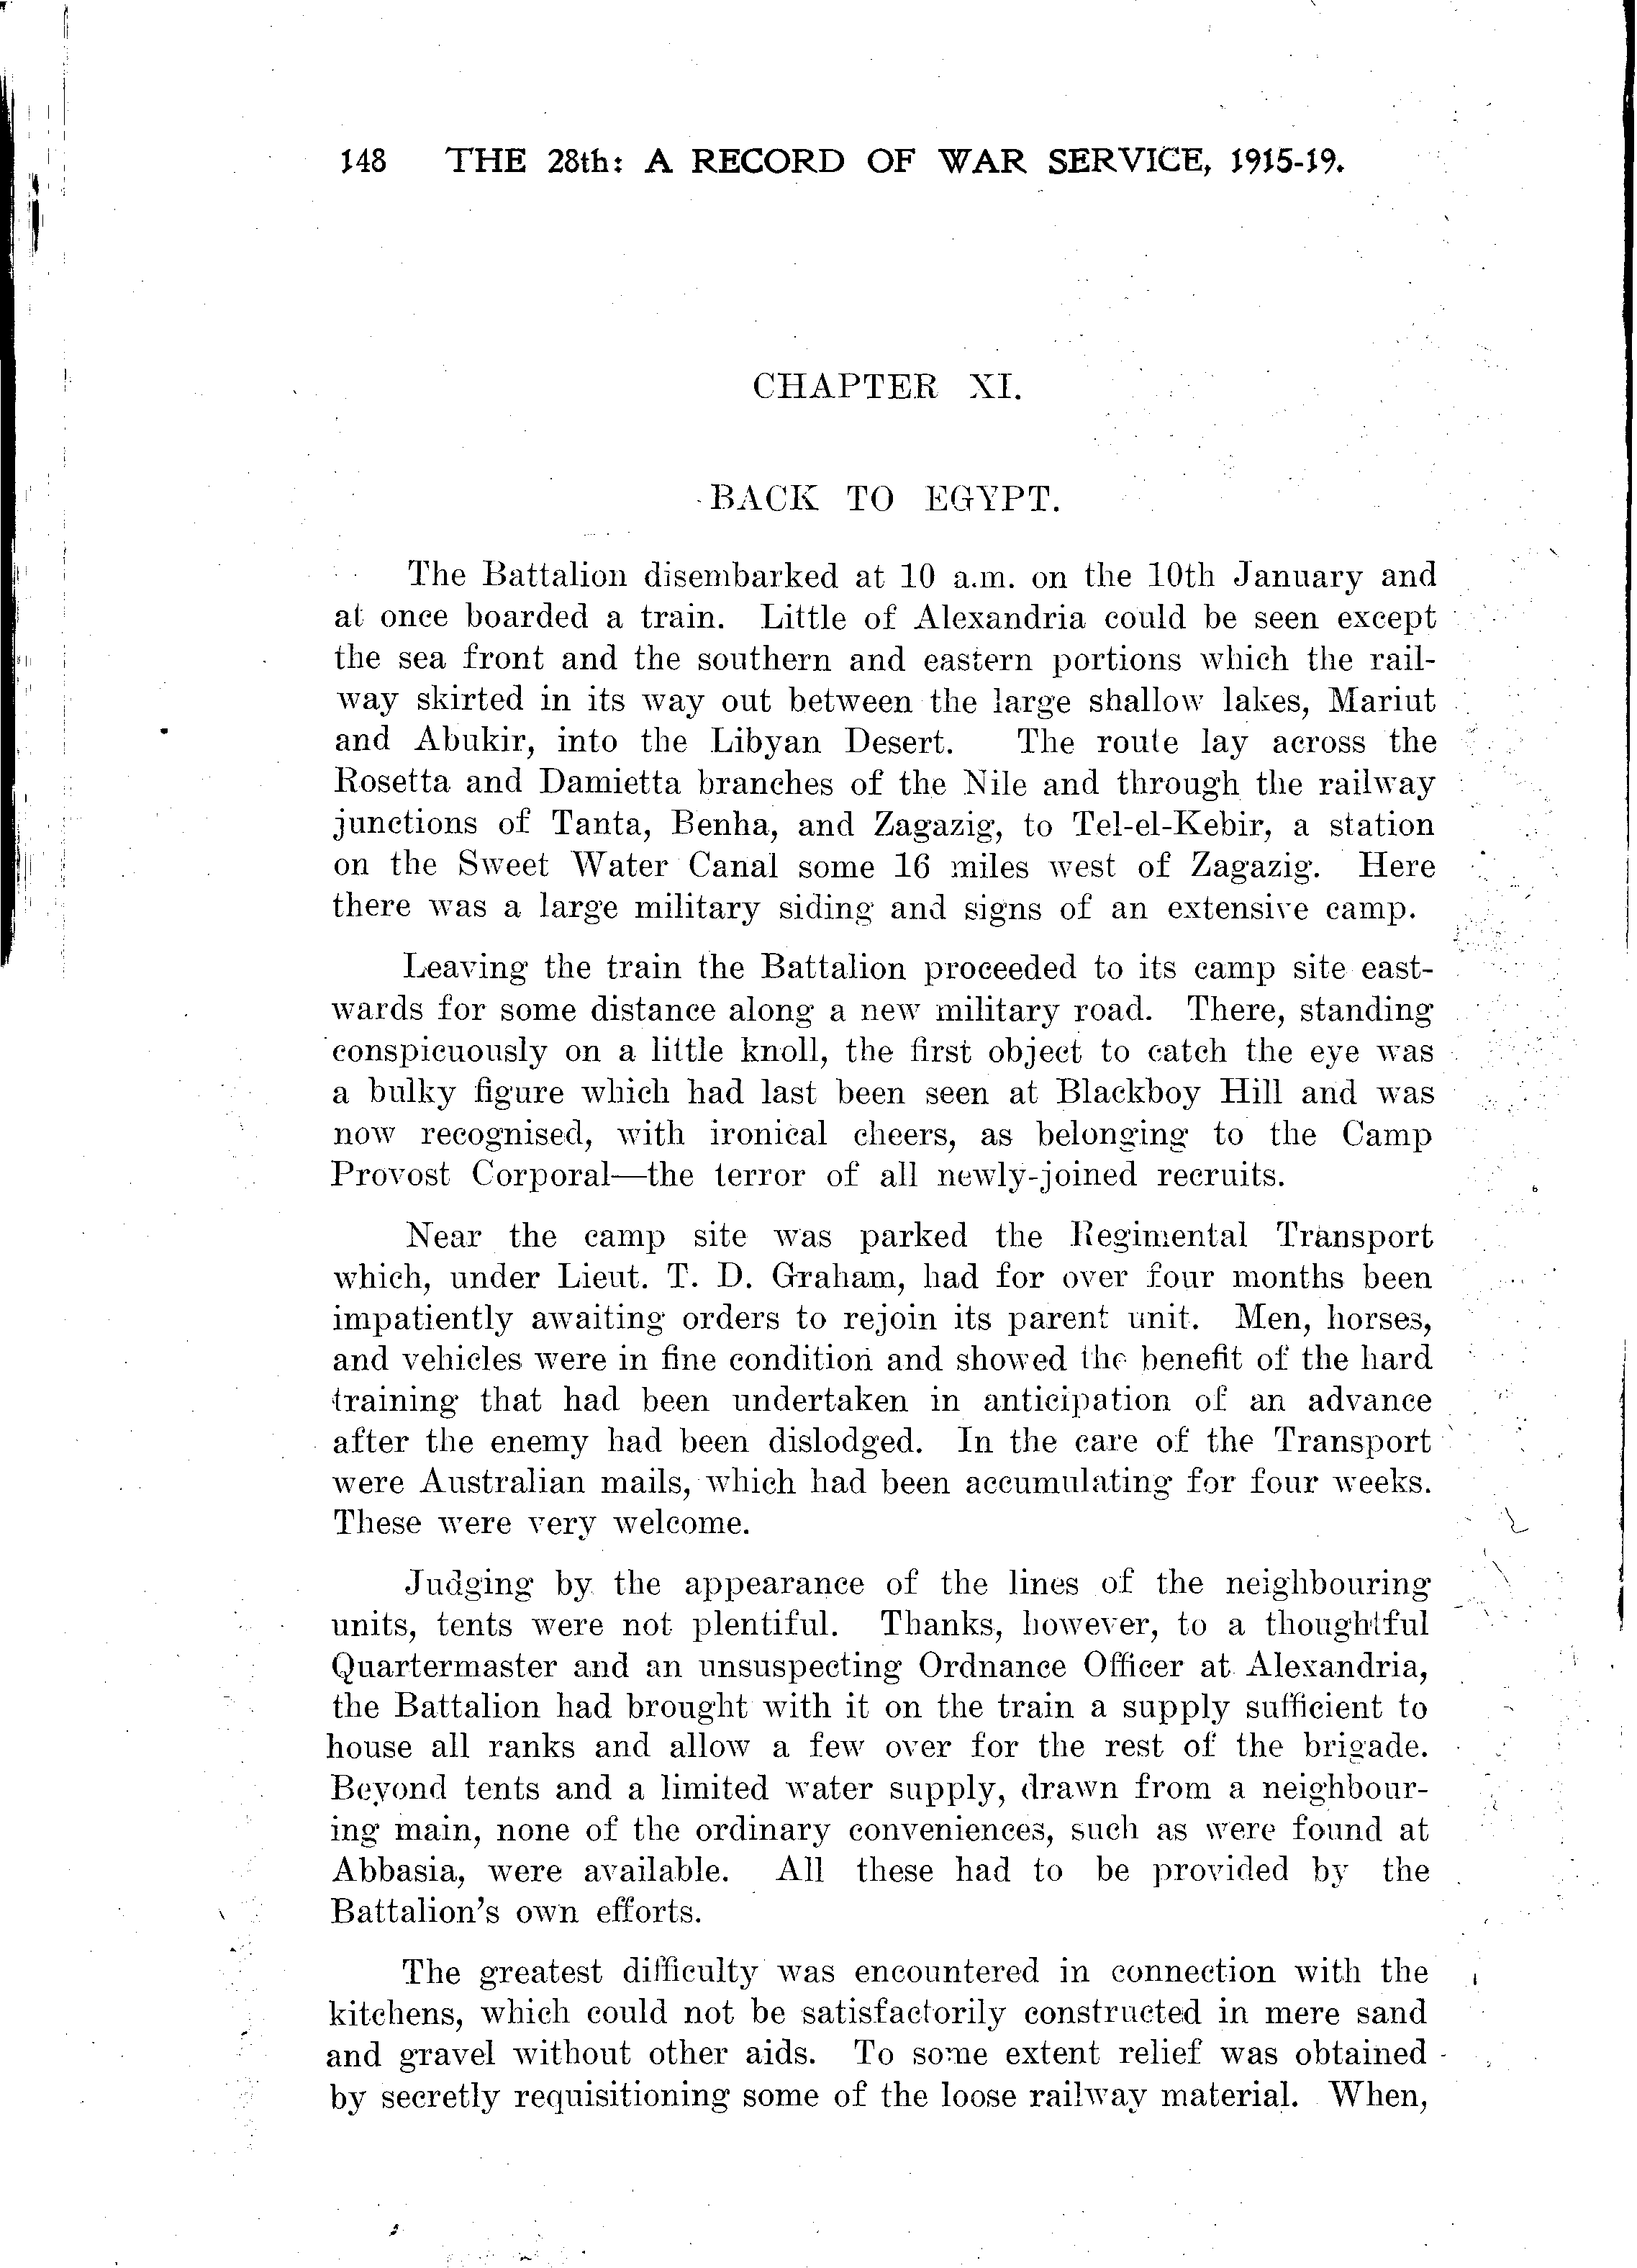 148 THE 28th: A RECORD OF WAR SERVICE, 1915-19.
CHAPTER XI.
BACK TO EGYPT.
The Battalion disembarked at 10 a.m. on the 10th January and
at once boarded a train. Little of Alexandria could be seen except
the sea front and the southern and eastern portions which the rail-
way skirted in its way out between the large shallow lakes, Mariut
and Abukir, into the Libyan Desert. The route lay across the
Rosetta and Damietta branches of the Nile and through the railway
junctions of Tanta, Benha, and Zagazig, to Tel-el-Kebir, a station
on the Sweet Water Canal some 16 miles west of Zagazig. Here
there was a large military siding and signs of an extensive camp.
Leaving the train the Battalion proceeded to its camp site east-
wards for some distance along a new military road. There, standing
conspicuously on a little knoll, the first object to catch the eye was
a bulky figure which had last been seen at Blackboy Hill and was
now recognised, with ironical cheers, as belonging to the Camp
Provost Corporal—the terror of all newly-joined recruits.
Near the camp site was parked the Regimental Transport
which, under Lieut. T. D. Graham, had for over four months been
impatiently awaiting orders to rejoin its parent unit. Men, horses,
and vehicles were in fine condition and showed the benefit of the hard
training that had been undertaken in anticipation of an advance
after the enemy had been dislodged. In the care of the Transport
were Australian mails, which had been accumulating for four weeks.
These were very welcome.
Judging by the appearance of the lines of the neighbouring
units, tents were not plentiful. Thanks, however, to a thoughtful
Quartermaster and an unsuspecting Ordnance Officer at Alexandria,
the Battalion had brought with it on the train a supply sufficient to
house all ranks and allow a few over for the rest of the brigade.
Beyond tents and a limited water supply, drawn from a neighbour-
ing main, none of the ordinary conveniences, such as were found at
Abbasia, were available. All these had to be provided by the
Battalion's own efforts.
The greatest difficulty was encountered in connection with the
kitchens, which could not be satisfactorily constructed in mere sand
and gravel without other aids. To some extent relief was obtained
by secretly requisitioning some of the loose railway material. When,